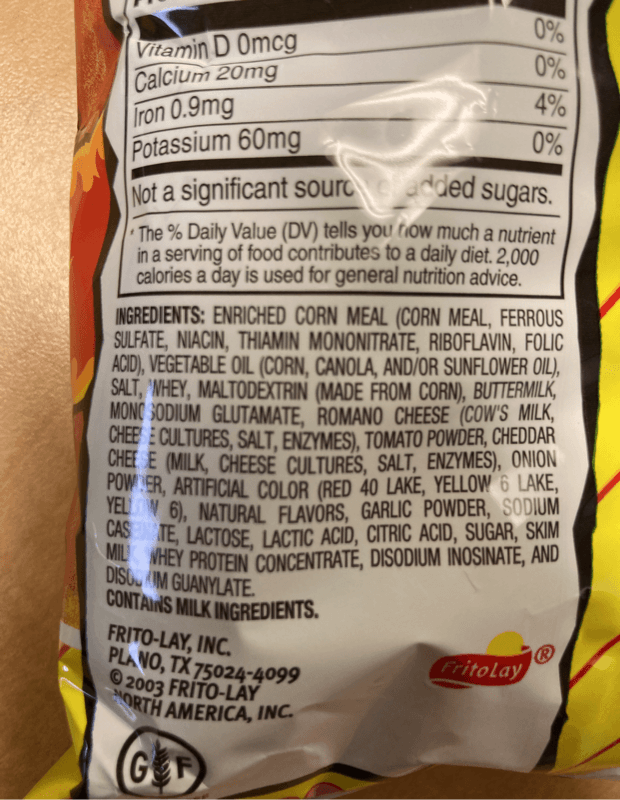 Vitamin D 0mcg 0%
Calcium 20mg 0%
Iron 0.9mg 4%
Potassium 60mg 0%
Not a significant source of added sugars.
* The % Daily Value (DV) tells you how much a nutrient
in a serving of food contributes to a daily diet. 2,000
calories a day is used for general nutrition advice.
INGREDIENTS: ENRICHED CORN MEAL (CORN MEAL, FERROUS
SULFATE, NIACIN, THIAMIN MONONITRATE, RIBOFLAVIN, FOLIC
ACID), VEGETABLE OIL (CORN, CANOLA, AND/OR SUNFLOWER OIL),
SALT, WHEY, MALTODEXTRIN (MADE FROM CORN), BUTTERMILK,
MONOSODIUM GLUTAMATE, ROMANO CHEESE (COW'S MILK,
CHEESE CULTURES, SALT, ENZYMES), TOMATO POWDER, CHEDDAR
CHEESE (MILK, CHEESE CULTURES, SALT, ENZYMES), ONION
POWDER, ARTIFICIAL COLOR (RED 40 LAKE, YELLOW 6 LAKE,
YELLOW 6), NATURAL FLAVORS, GARLIC POWDER, SODIUM
CASEINATE, LACTOSE, LACTIC ACID, CITRIC ACID, SUGAR, SKIM
MILK, WHEY PROTEIN CONCENTRATE, DISODIUM INOSINATE, AND
DISODIUM GUANYLATE.
CONTAINS MILK INGREDIENTS.
FRITO-LAY, INC.
PLANO, TX 75024-4099
© 2003 FRITO-LAY
NORTH AMERICA, INC.
FritoLay ®
GF